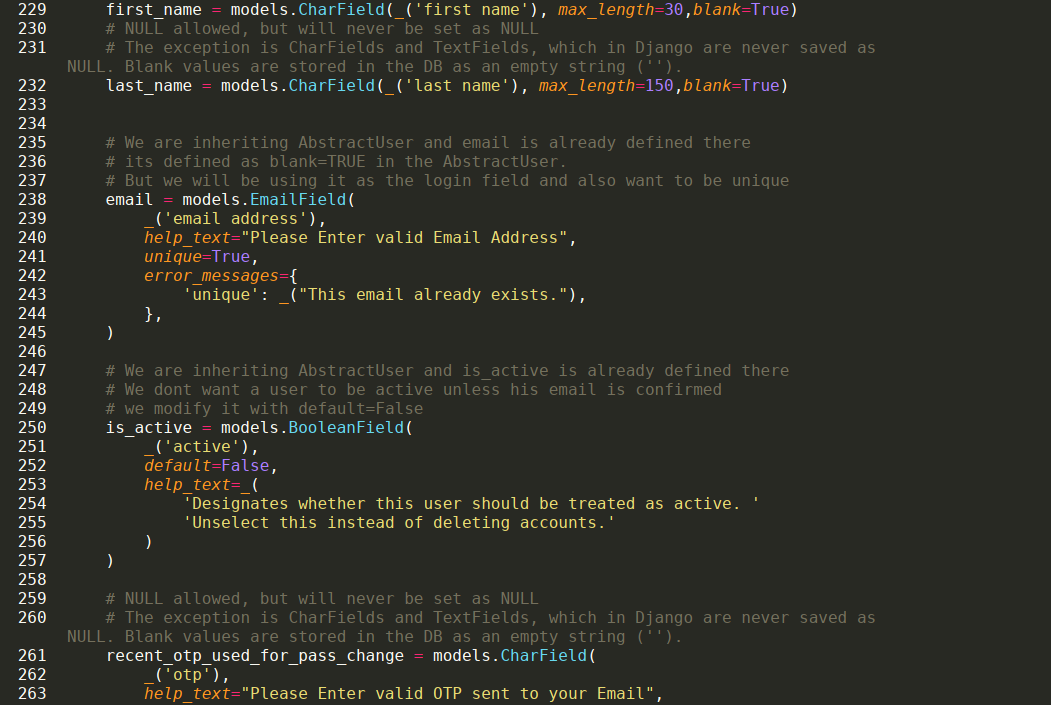 229 first_name = models.CharField(_('first name'), max_length=30,blank=True)
230 # NULL allowed, but will never be set as NULL
231 # The exception is CharFields and TextFields, which in Django are never saved as
NULL. Blank values are stored in the DB as an empty string ('').
232 last_name = models.CharField(_('last name'), max_length=150,blank=True)
233
234
235 # We are inheriting AbstractUser and email is already defined there
236 # its defined as blank=TRUE in the AbstractUser.
237 # But we will be using it as the login field and also want to be unique
238 email = models.EmailField(
239 _('email address'),
240 help_text="Please Enter valid Email Address",
241 unique=True,
242 error_messages={
243 'unique': _("This email already exists."),
244 },
245 )
246
247 # We are inheriting AbstractUser and is_active is already defined there
248 # We dont want a user to be active unless his email is confirmed
249 # we modify it with default=False
250 is_active = models.BooleanField(
251 _('active'),
252 default=False,
253 help_text=_(
254 'Designates whether this user should be treated as active. '
255 'Unselect this instead of deleting accounts.'
256 )
257 )
258
259 # NULL allowed, but will never be set as NULL
260 # The exception is CharFields and TextFields, which in Django are never saved as
NULL. Blank values are stored in the DB as an empty string ('').
261 recent_otp_used_for_pass_change = models.CharField(
262 _('otp'),
263 help_text="Please Enter valid OTP sent to your Email",